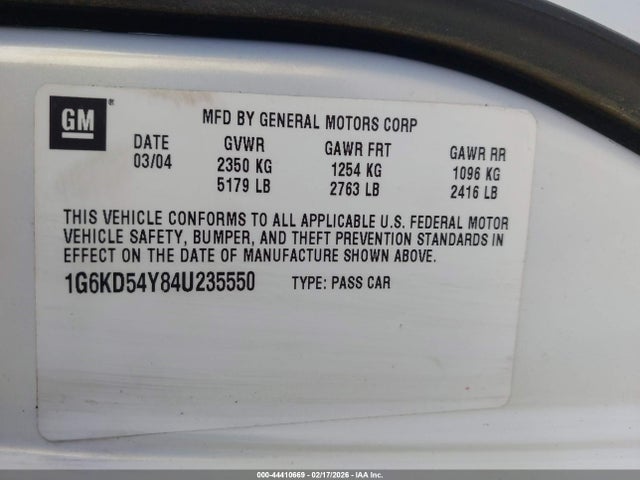 GM®
MFD BY GENERAL MOTORS CORP
DATE GVWR GAWR FRT GAWR RR
03/04 2350 KG 1254 KG 1096 KG
5179 LB 2763 LB 2416 LB
THIS VEHICLE CONFORMS TO ALL APPLICABLE U.S. FEDERAL MOTOR
VEHICLE SAFETY, BUMPER, AND THEFT PREVENTION STANDARDS IN
EFFECT ON THE DATE OF MANUFACTURE SHOWN ABOVE.
1G6KD54Y84U235550 TYPE: PASS CAR
000-44410669 - 02/17/2026 - IAA Inc.